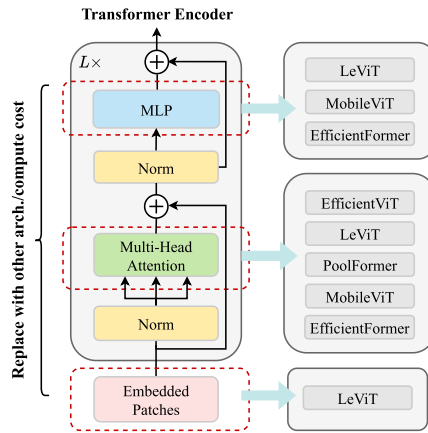 Transformer Encoder
L×
MLP
Norm
Multi-Head
Attention
Norm
Embedded
Patches
Replace with other arch./compute cost
LeViT
MobileViT
EfficientFormer
EfficientViT
LeViT
PoolFormer
MobileViT
EfficientFormer
LeViT